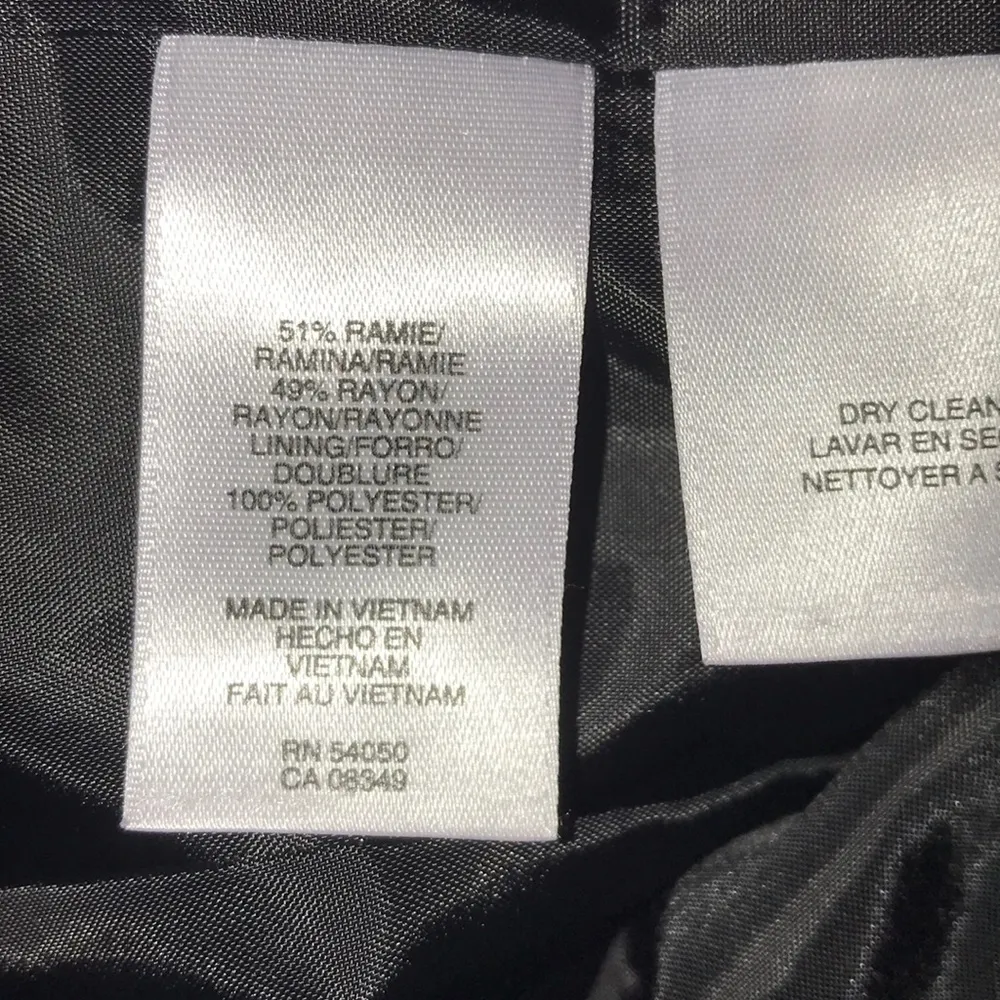 51% RAMIE/
RAMINA/RAMIE
49% RAYON/
RAYON/RAYONNE
LINING/FORRO/
DOUBLURE
100% POLYESTER/
POLIESTER/
POLYESTER
MADE IN VIETNAM
HECHO EN
VIETNAM
FAIT AU VIETNAM
RN 54050
CA 08349
DRY CLEAN
LAVAR EN SE
NETTOYER A